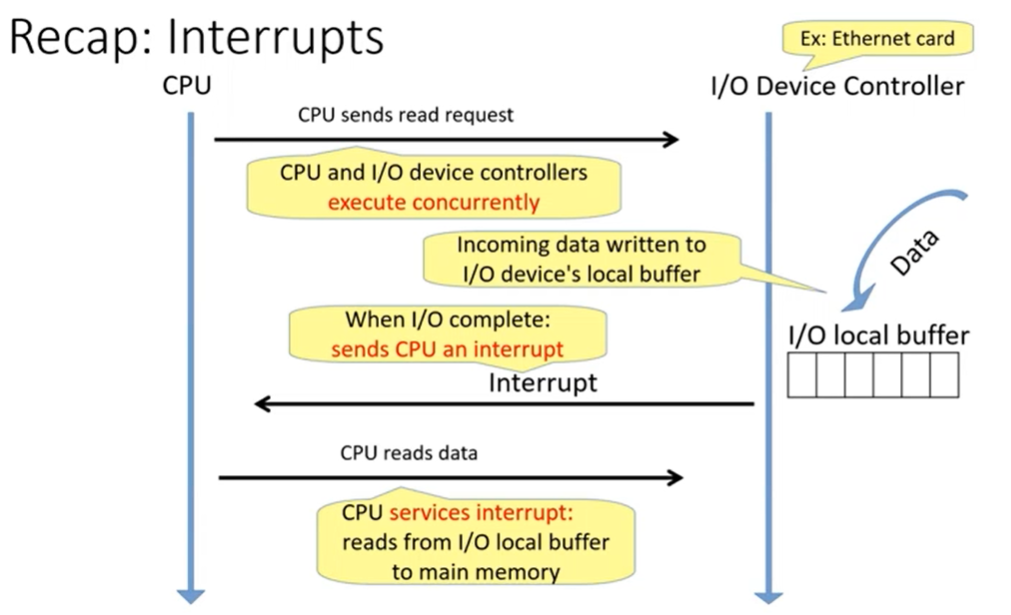 Recap: Interrupts
Ex: Ethernet card
CPU
I/O Device Controller
CPU sends read request
CPU and I/O device controllers
execute concurrently
Incoming data written to
I/O device's local buffer
Data
When I/O complete:
sends CPU an interrupt
I/O local buffer
Interrupt
CPU reads data
CPU services interrupt:
reads from I/O local buffer
to main memory